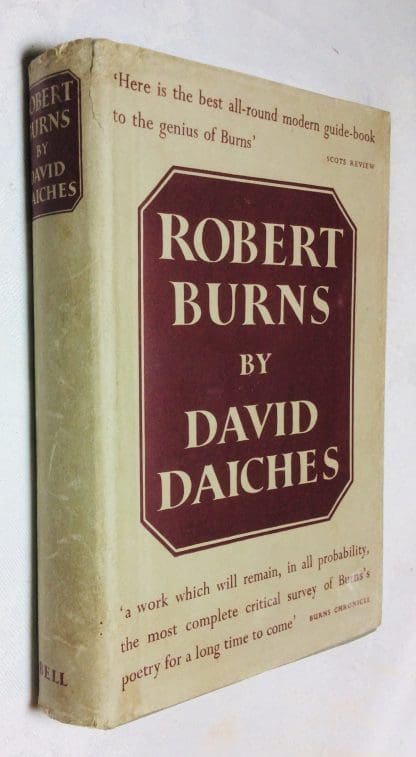 'Here is the best all-round modern guide-book
to the genius of Burns'
SCOTS REVIEW
ROBERT
BURNS
BY
DAVID
DAICHES
'a work which will remain, in all probability,
the most complete critical survey of Burns's
poetry for a long time to come' BURNS CHRONICLE
ROBERT
BURNS
BY
DAVID
DAICHES
BELL